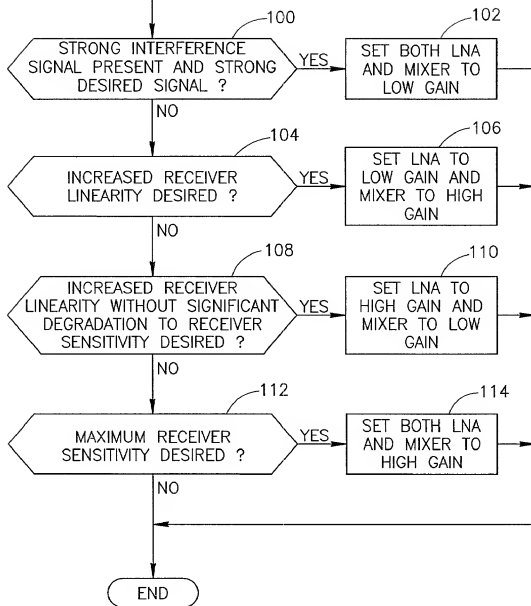 100
STRONG INTERFERENCE
SIGNAL PRESENT AND STRONG
DESIRED SIGNAL ?
YES
102
SET BOTH LNA
AND MIXER TO
LOW GAIN
NO
104
INCREASED RECEIVER
LINEARITY DESIRED ?
YES
106
SET LNA TO
LOW GAIN AND
MIXER TO HIGH
GAIN
NO
108
INCREASED RECEIVER
LINEARITY WITHOUT SIGNIFICANT
DEGRADATION TO RECEIVER
SENSITIVITY DESIRED ?
YES
110
SET LNA TO
HIGH GAIN AND
MIXER TO LOW
GAIN
NO
112
MAXIMUM RECEIVER
SENSITIVITY DESIRED ?
YES
114
SET BOTH LNA
AND MIXER TO
HIGH GAIN
NO
END